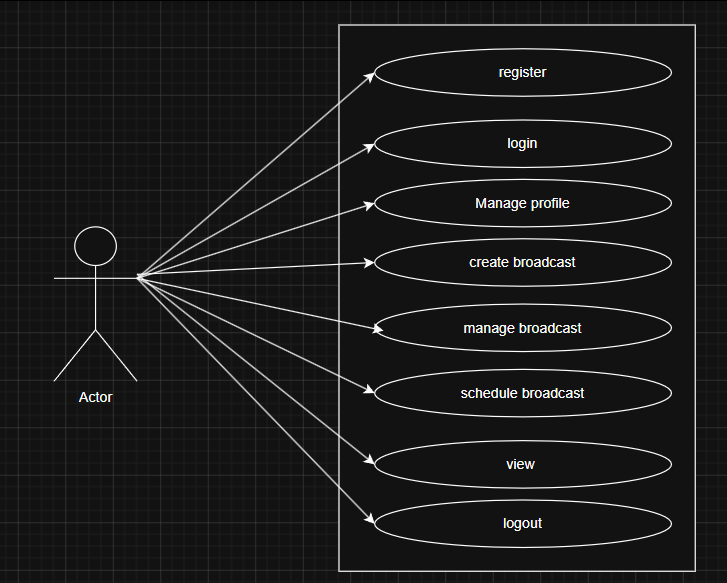 register
login
Manage profile
create broadcast
manage broadcast
schedule broadcast
view
logout
Actor